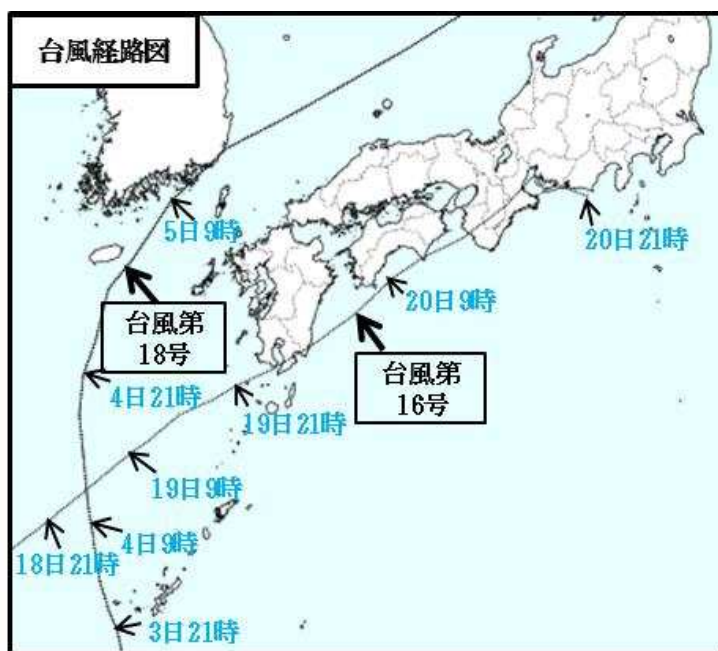 台風経路図
5日9時
20日21時
20日9時
台風第
18号
台風第
16号
4日21時
19日21時
19日9時
4日9時
18日21時
3日21時